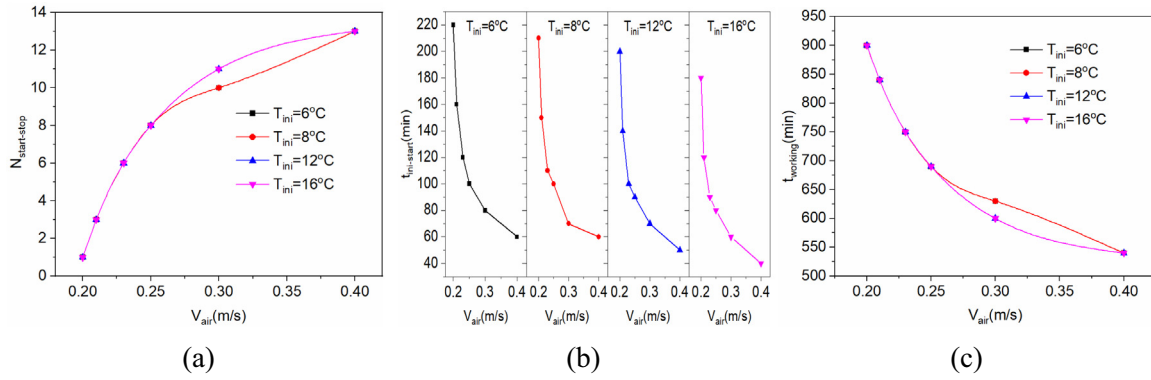 14
12
10
8
6
4
2
0
N_start-stop
T_ini=6°C
T_ini=8°C
T_ini=12°C
T_ini=16°C
0.20 0.25 0.30 0.35 0.40
V_air(m/s)
(a)
220
200
180
160
140
120
100
80
60
40
t_ini-start(min)
T_ini=6°C T_ini=8°C T_ini=12°C T_ini=16°C
0.2 0.3 0.4 0.2 0.3 0.4 0.2 0.3 0.4 0.2 0.3 0.4
V_air(m/s) V_air(m/s) V_air(m/s) V_air(m/s)
(b)
950
900
850
800
750
700
650
600
550
500
t_working(min)
T_ini=6°C
T_ini=8°C
T_ini=12°C
T_ini=16°C
0.20 0.25 0.30 0.35 0.40
V_air(m/s)
(c)